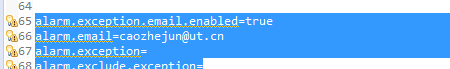 64
65 alarm.exception.email.enabled=true
66 alarm.email=caozhejun@ut.cn
67 alarm.exception=
68 alarm.exclude.exception=